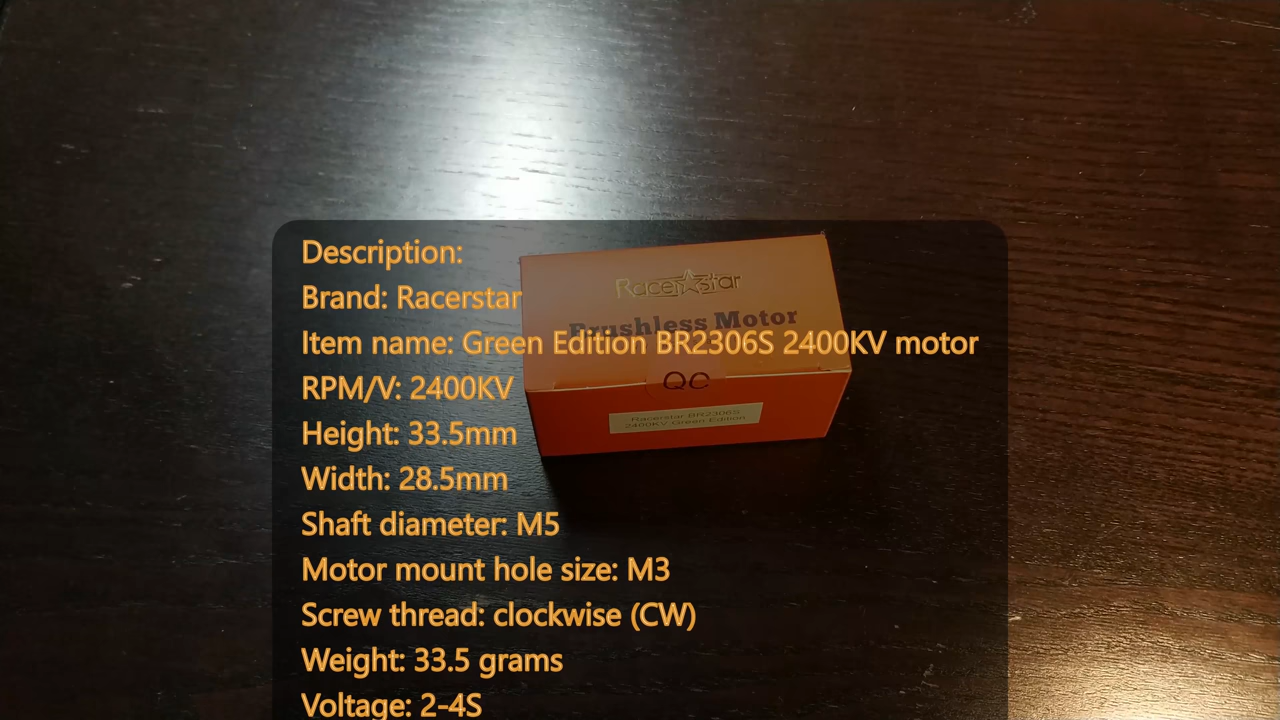 Description:
Brand: Racerstar
Item name: Green Edition BR2306S 2400KV motor
RPM/V: 2400KV
Height: 33.5mm
Width: 28.5mm
Shaft diameter: M5
Motor mount hole size: M3
Screw thread: clockwise (CW)
Weight: 33.5 grams
Voltage: 2-4S
RacerStar
Brushless Motor
QC
Racerstar BR2306S
2400KV Green Edition